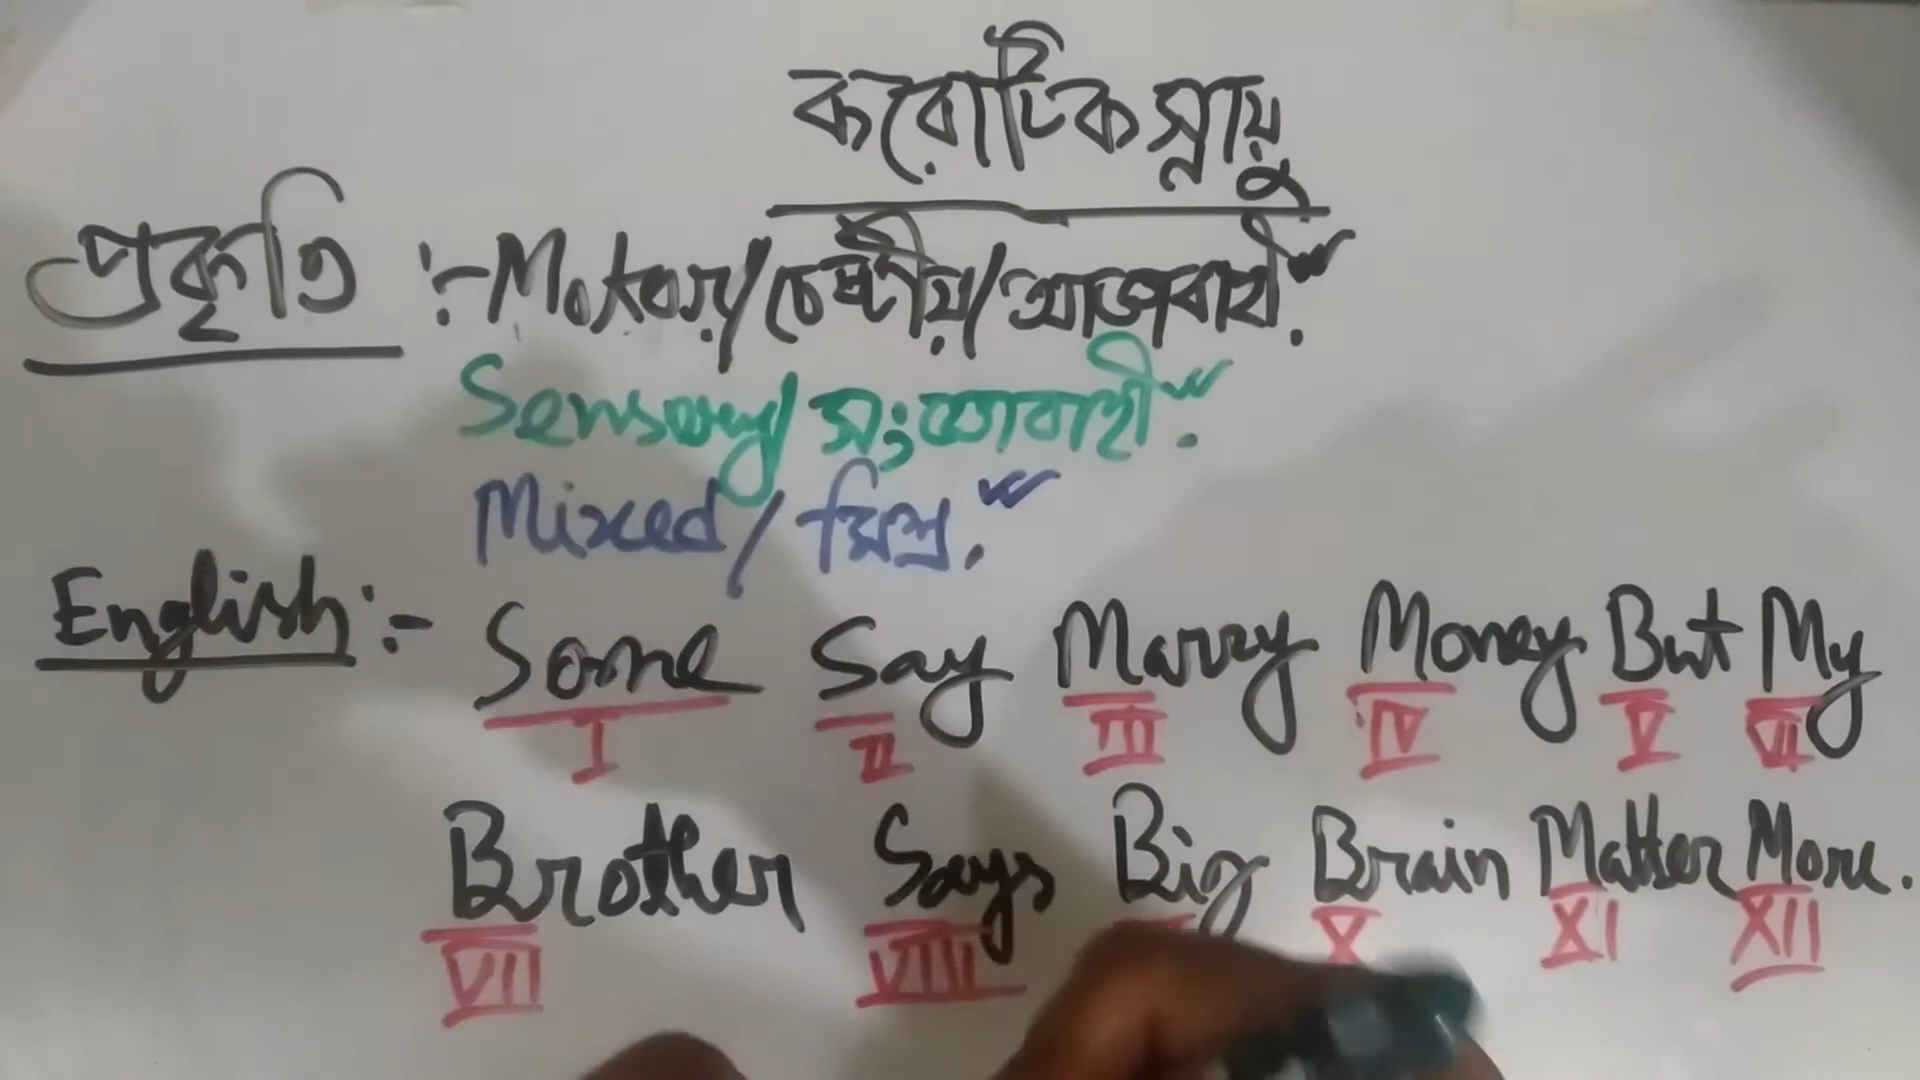 করোটিক স্নায়ু
প্রকৃতি :- Motor/চেষ্টীয়/আজ্ঞাবাহী.
Sensory/সংজ্ঞাবাহী.
Mixed/মিশ্র.
English:- Some Say Marry Money But My
I II III IV V VI
Brother Says Big Brain Matter More.
VII VIII X XI XII